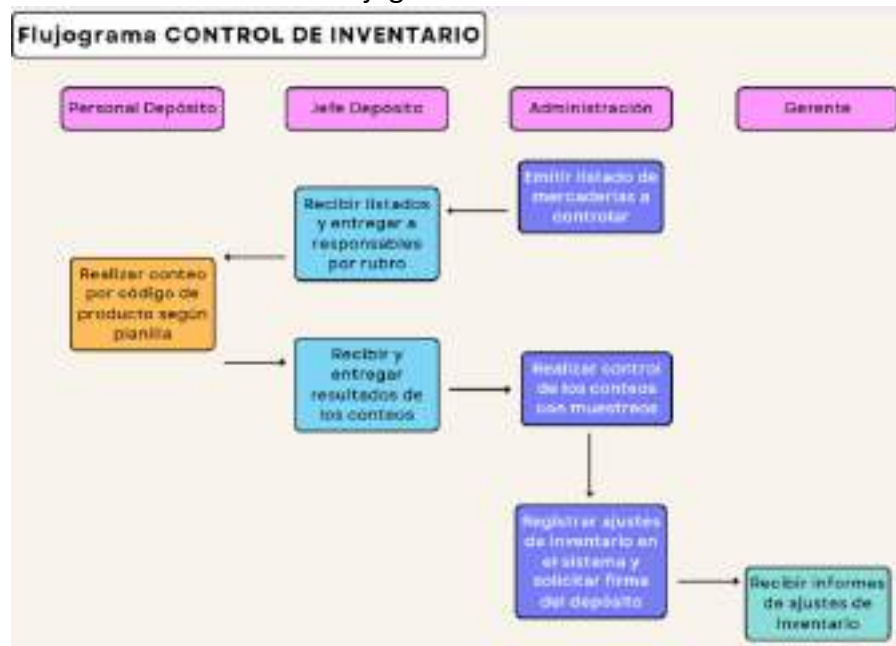 Flujograma CONTROL DE INVENTARIO
Personal Depósito
Jefe Deposito
Administración
Gerente
Emitir listado de
mercaderías a
controlar
Recibir listados
y entregar a
responsables
por rubro
Realizar conteo
por código de
producto según
planilla
Recibir y
entregar
resultados de
los conteos
Realizar control
de los conteos
con muestreos
Registrar ajustes
de inventario en
el sistema y
solicitar firma
del depósito
Recibir informes
de ajustes de
Inventario